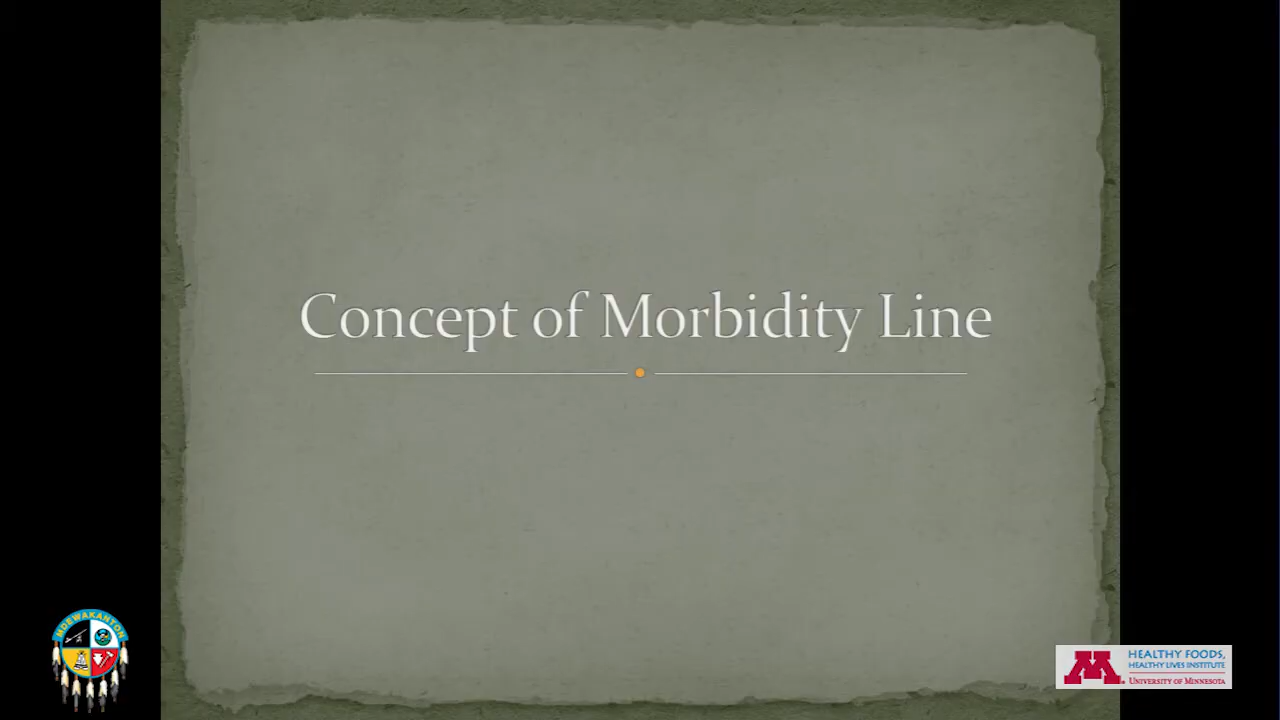 Concept of Morbidity Line
MDEWAKANTON
HEALTHY FOODS,
HEALTHY LIVES INSTITUTE
UNIVERSITY OF MINNESOTA